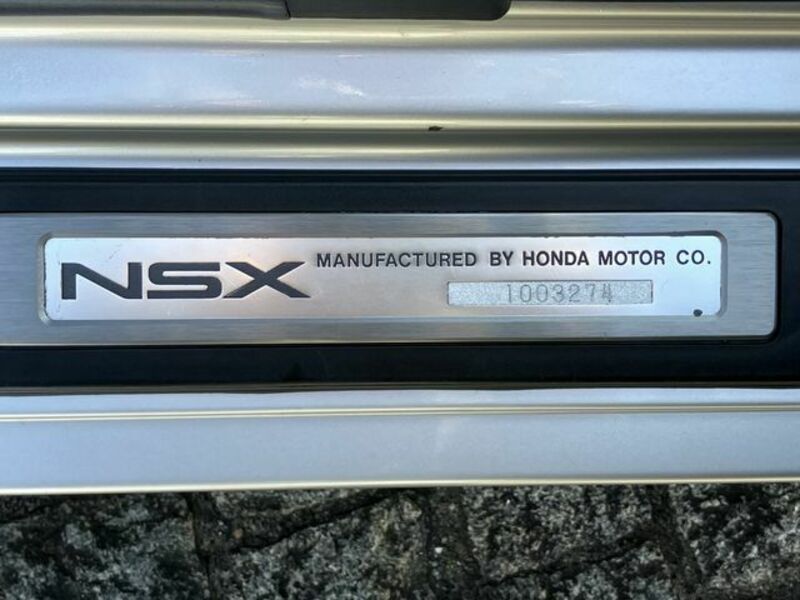 NSX MANUFACTURED BY HONDA MOTOR CO.
1003274